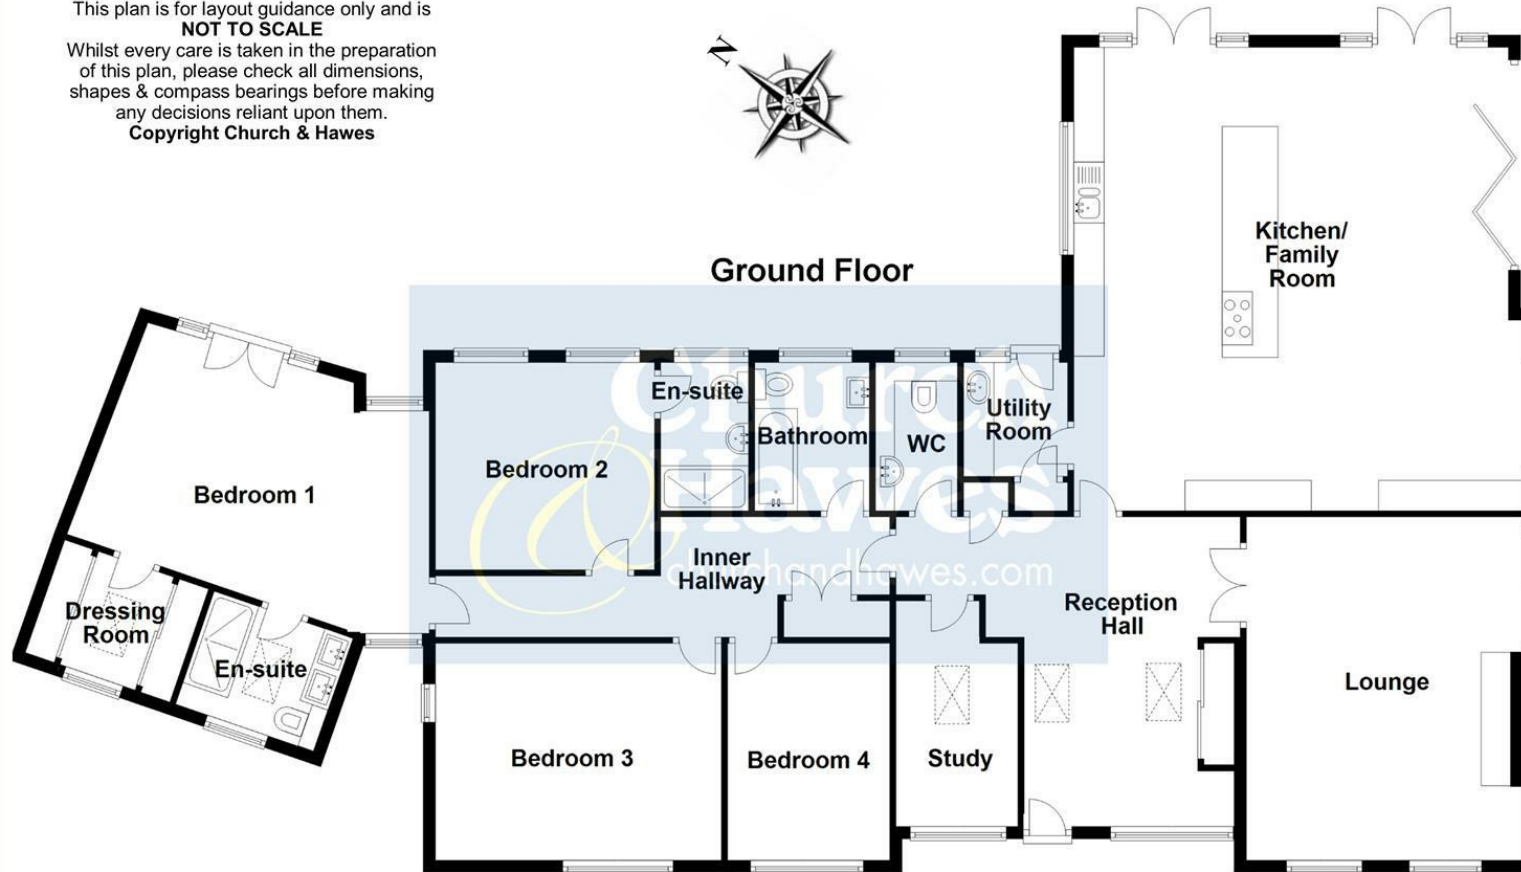 This plan is for layout guidance only and is
NOT TO SCALE
Whilst every care is taken in the preparation
of this plan, please check all dimensions,
shapes & compass bearings before making
any decisions reliant upon them.
Copyright Church & Hawes
N
Ground Floor
Kitchen/
Family
Room
Church
& Hawes
churchandhawes.com
En-suite
Utility
Room
Bathroom
WC
Bedroom 2
Bedroom 1
Inner
Hallway
Dressing
Room
Reception
Hall
En-suite
Lounge
Bedroom 3
Bedroom 4
Study